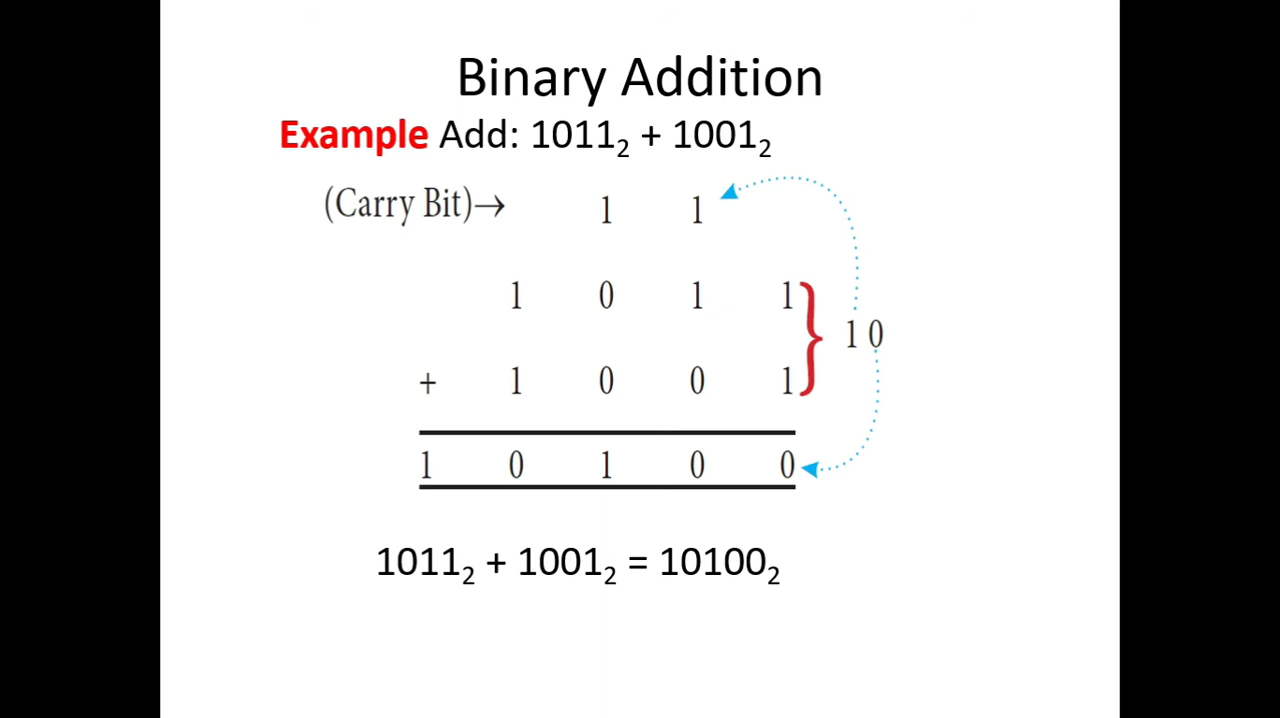 Binary Addition
Example Add: 1011₂ + 1001₂
(Carry Bit)→ 1 1
1 0 1 1
1 0
+ 1 0 0 1
1 0 1 0 0
1011₂ + 1001₂ = 10100₂